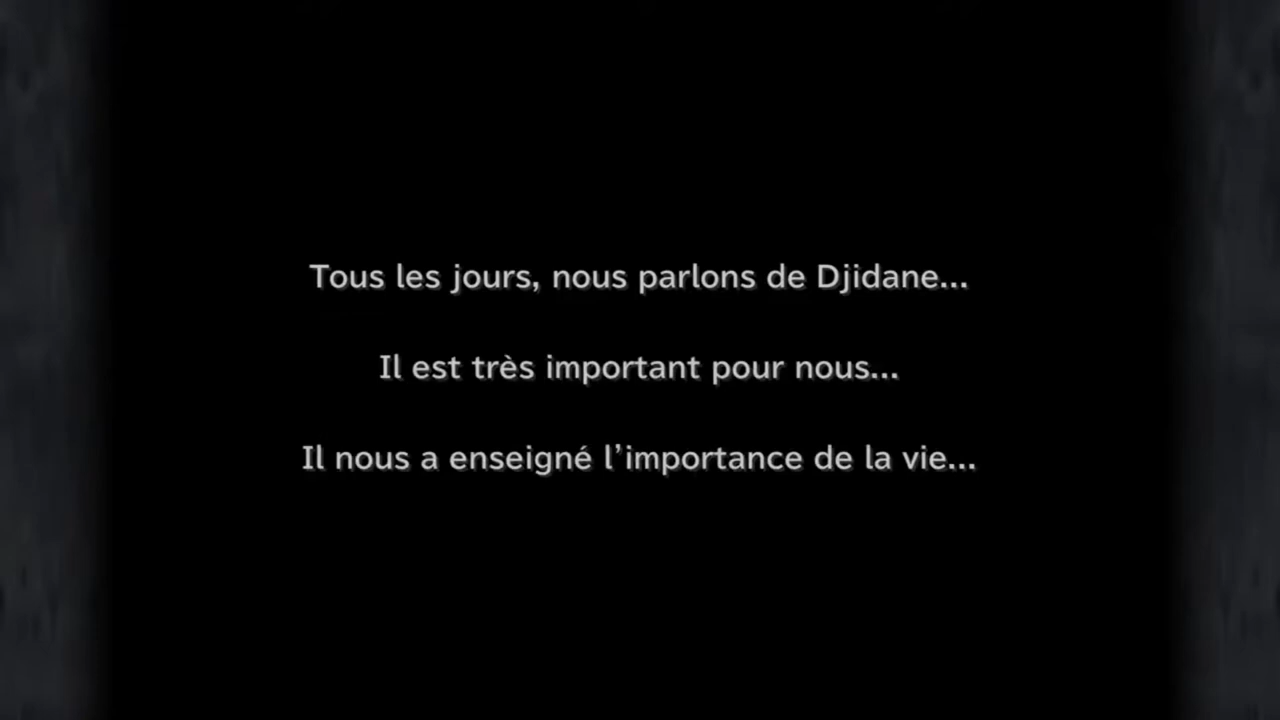 Tous les jours, nous parlons de Djidane...
Il est très important pour nous...
Il nous a enseigné l’importance de la vie...